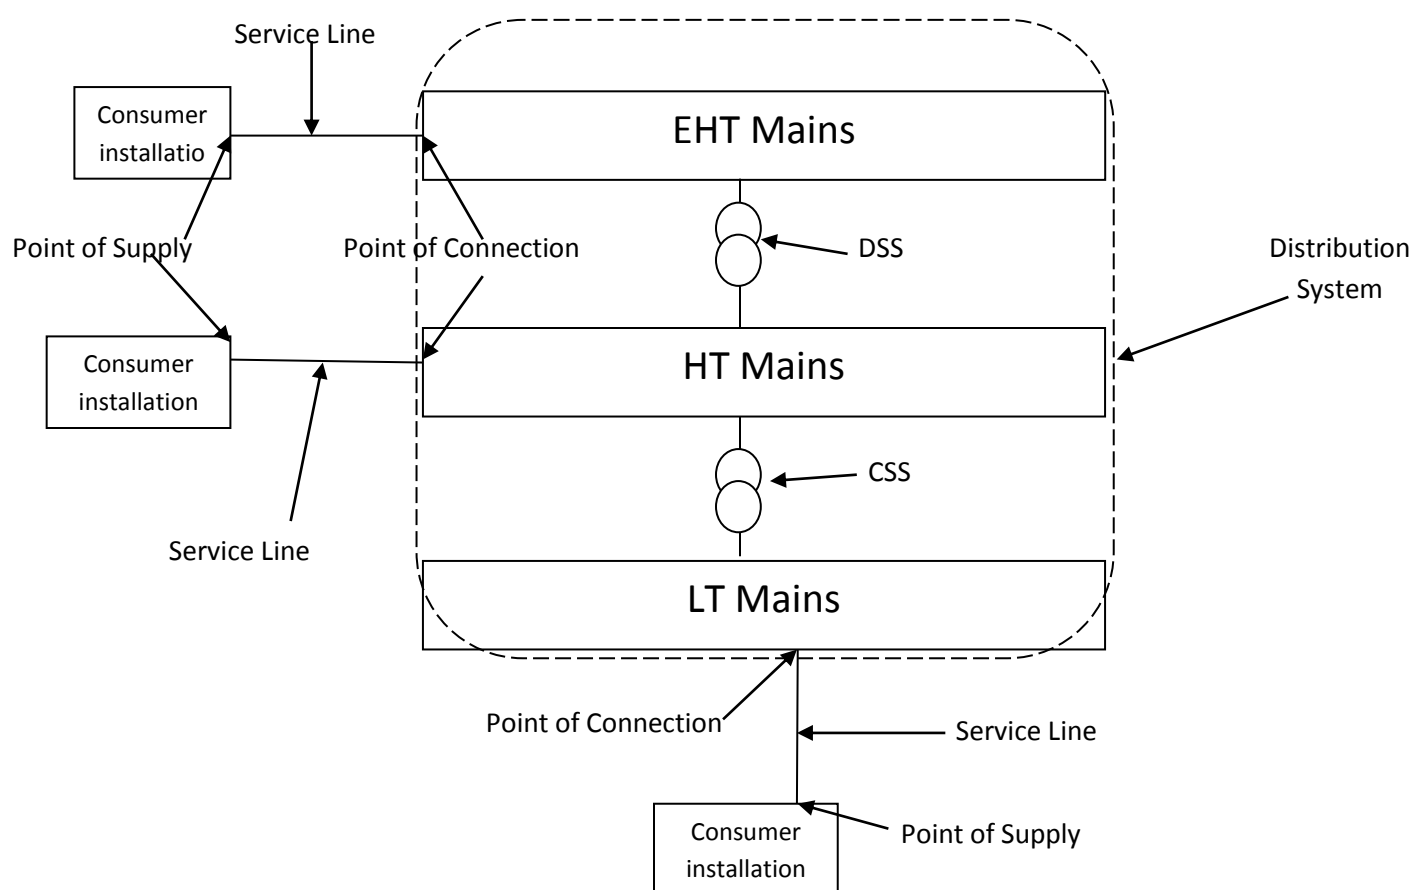 Service Line
Consumer
installatio
EHT Mains
Point of Supply
Point of Connection
DSS
Distribution
System
Consumer
installation
HT Mains
CSS
Service Line
LT Mains
Point of Connection
Service Line
Consumer
installation
Point of Supply